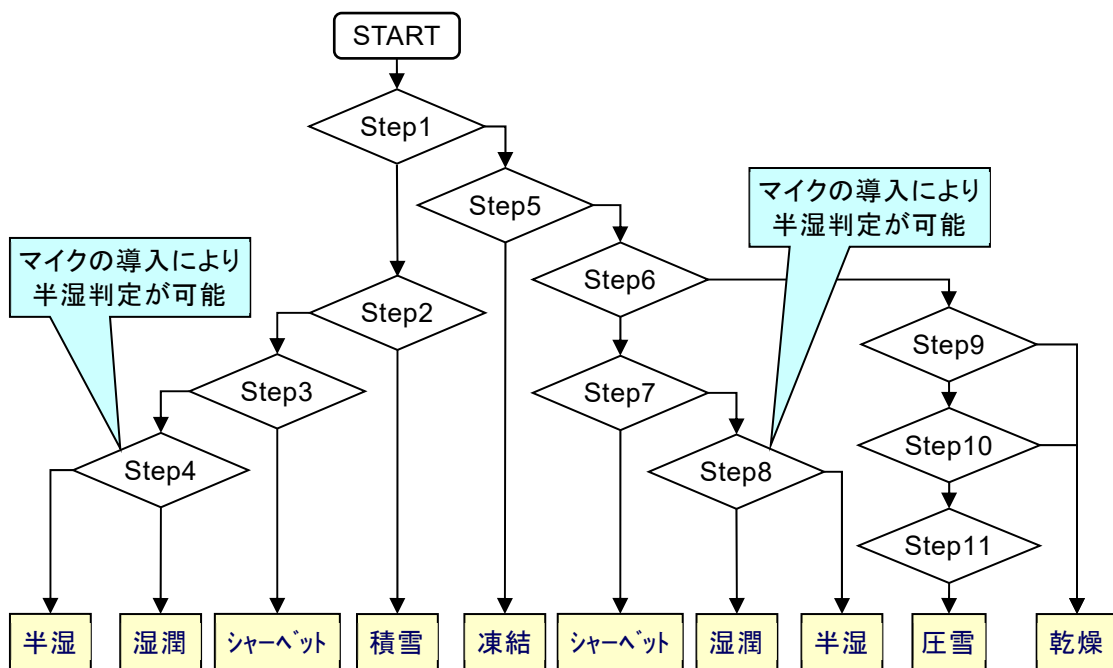 START
Step1
Step5
マイクの導入により
半湿判定が可能
マイクの導入により
半湿判定が可能
Step6
Step2
Step9
Step3
Step7
Step4
Step8
Step10
Step11
半湿
湿潤
シャーベット
積雪
凍結
シャーベット
湿潤
半湿
圧雪
乾燥